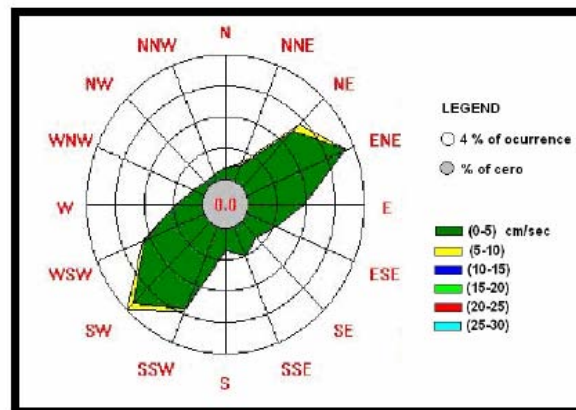 N
NNE
NE
ENE
E
ESE
SE
SSE
S
SSW
SW
WSW
W
WNW
NW
NNW
0.0
LEGEND
4 % of ocurrence
% of cero
(0-5) cm/sec
(5-10)
(10-15)
(15-20)
(20-25)
(25-30)